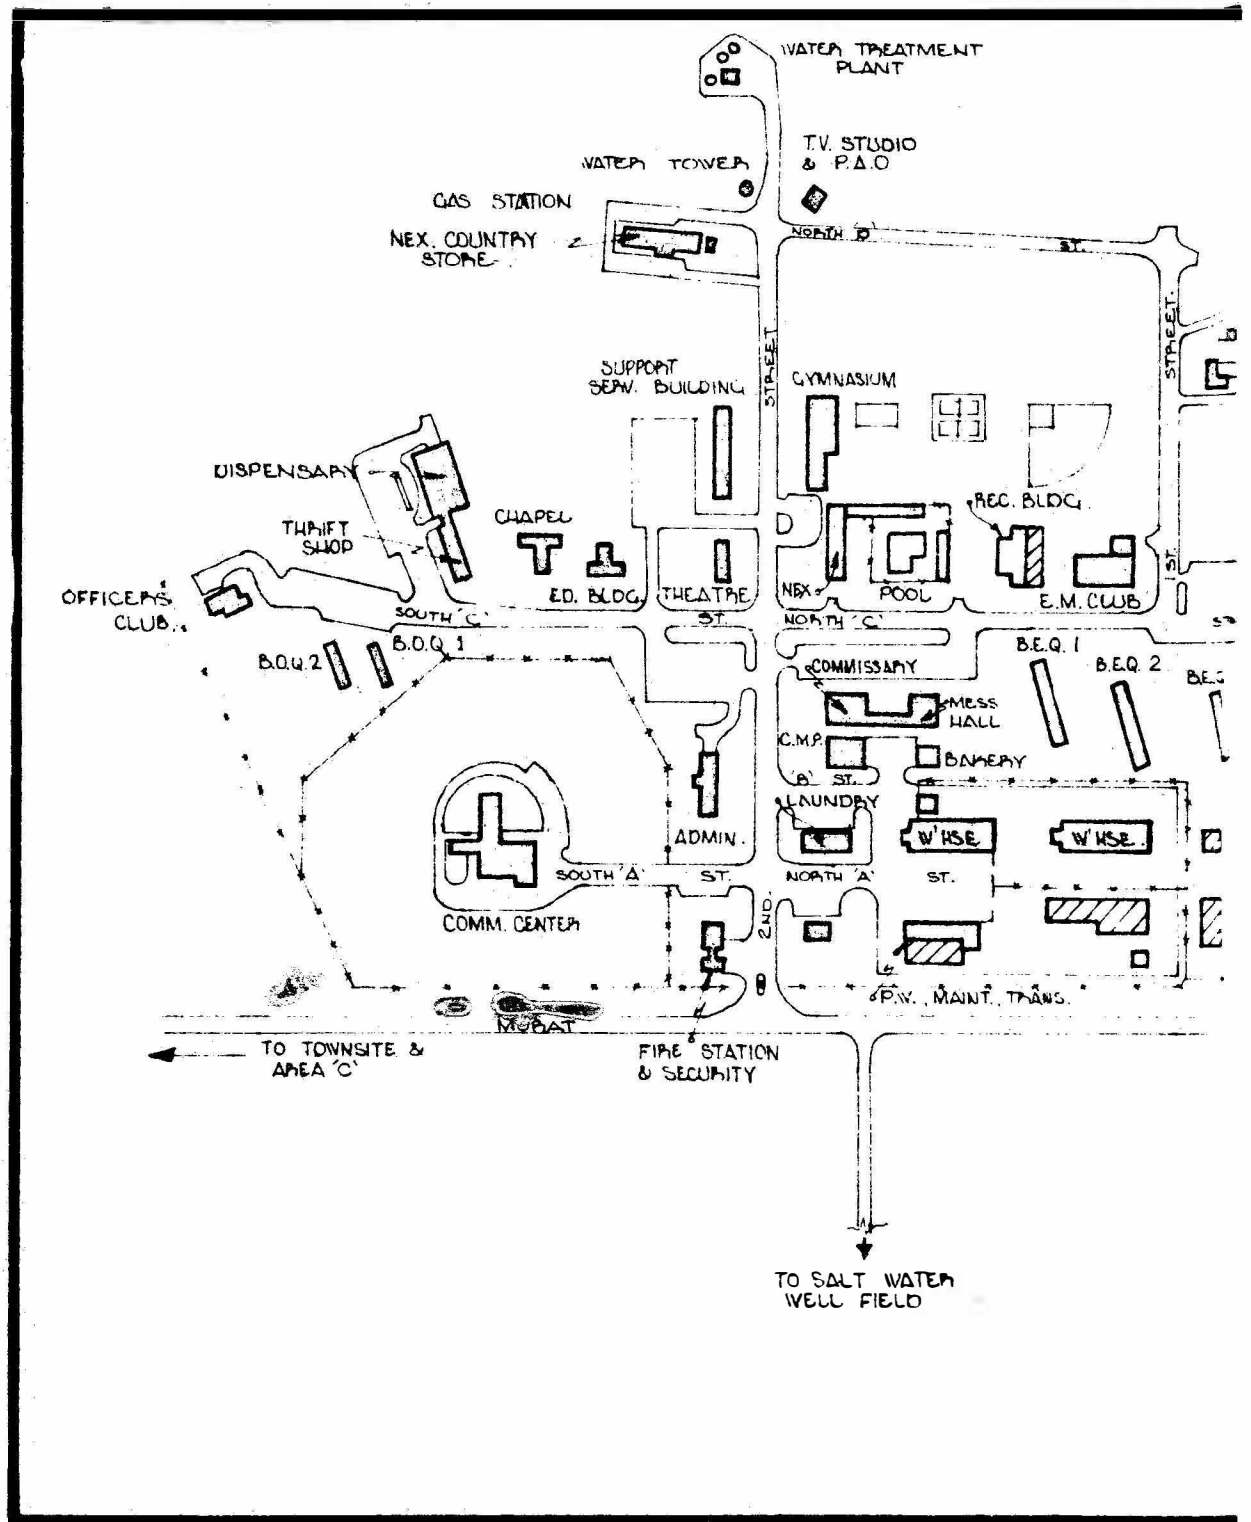 WATER TREATMENT
PLANT
T.V. STUDIO
& P.A.O
WATER TOWER
GAS STATION
NEX. COUNTRY
STORE
NORTH 'D'
ST.
STREET.
STREET.
SUPPORT
SERV. BUILDING
GYMNASIUM
DISPENSARY
REC. BLDG.
CHAPEL
THRIFT
SHOP
1ST.
OFFICERS'
CLUB.
ED. BLDG.
THEATRE
NEX.
POOL
E.M. CLUB
SOUTH 'C'
ST.
NORTH 'C'
B.O.Q. 1
B.O.Q. 2
B.E.Q. 1
B.E.Q. 2
COMMISSARY
MESS
HALL
C.M.P.
BAKERY
'B' ST.
LAUNDRY
ADMIN.
W'HSE.
W'HSE.
SOUTH 'A'
ST.
NORTH 'A'
ST.
2ND.
COMM. CENTER
P.W., MAINT., TRANS.
MURAT
TO TOWNSITE &
AREA 'C'
FIRE STATION
& SECURITY
TO SALT WATER
WELL FIELD